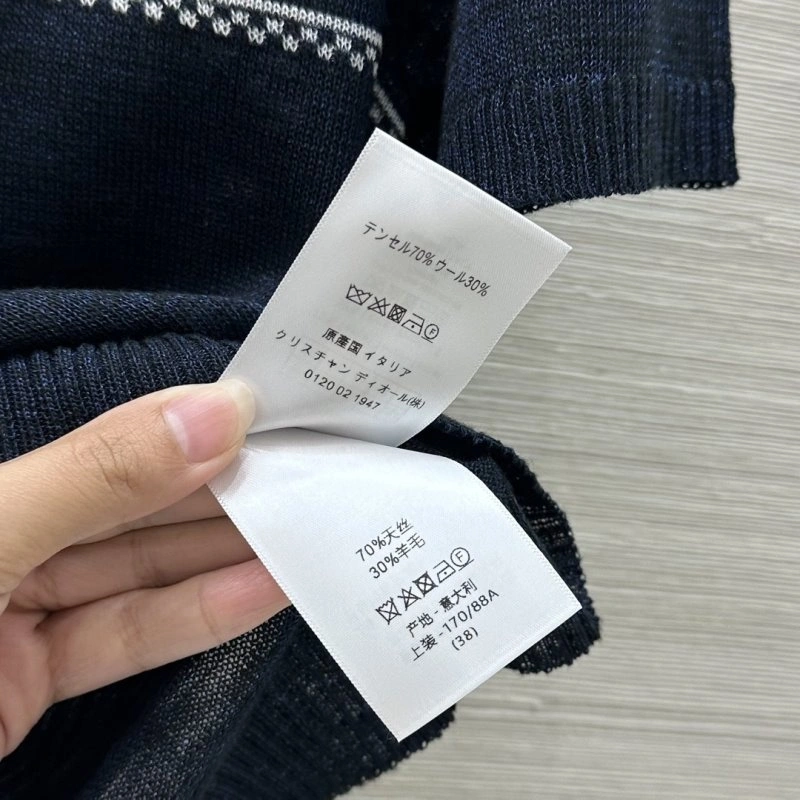 テンセル70% ウール30%
F
原産国 イタリア
クリスチャン ディオール(株)
0120 02 1947
70%天丝
30%羊毛
F
产地 - 意大利
上装 -170/88A
(38)